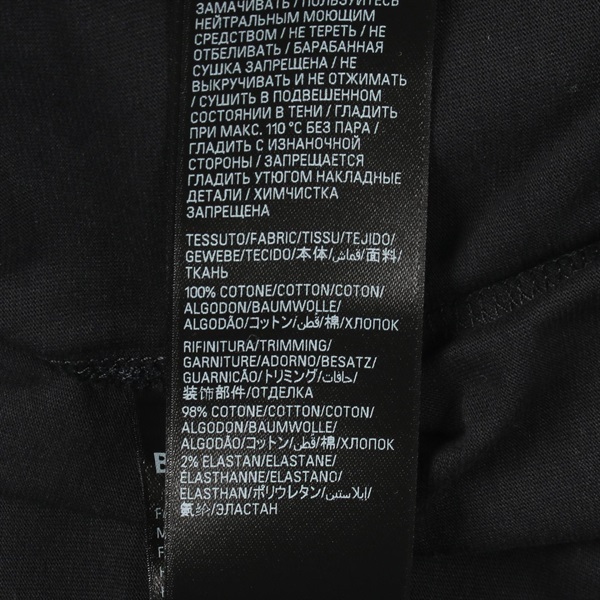 ЗАМАЧИВАТЬ / ПОЛЬЗУЙТЕСЬ
НЕЙТРАЛЬНЫМ МОЮЩИМ
СРЕДСТВОМ / НЕ ТЕРЕТЬ / НЕ
ОТБЕЛИВАТЬ / БАРАБАННАЯ
СУШКА ЗАПРЕЩЕНА / НЕ
ВЫКРУЧИВАТЬ И НЕ ОТЖИМАТЬ
/ СУШИТЬ В ПОДВЕШЕННОМ
СОСТОЯНИИ В ТЕНИ / ГЛАДИТЬ
ПРИ МАКС. 110 °C БЕЗ ПАРА /
ГЛАДИТЬ С ИЗНАНОЧНОЙ
СТОРОНЫ / ЗАПРЕЩАЕТСЯ
ГЛАДИТЬ УТЮГОМ НАКЛАДНЫЕ
ДЕТАЛИ / ХИМЧИСТКА
ЗАПРЕЩЕНА
TESSUTO/FABRIC/TISSU/TEJIDO/
GEWEBE/TECIDO/本体/قماش/面料/
ТКАНЬ
100% COTONE/COTTON/COTON/
ALGODON/BAUMWOLLE/
ALGODÃO/コットン/قطن/棉/ХЛОПОК
RIFINITURA/TRIMMING/
GARNITURE/ADORNO/BESATZ/
GUARNICÃO/トリミング/حافات/
装饰部件/ОТДЕЛКА
98% COTONE/COTTON/COTON/
ALGODON/BAUMWOLLE/
ALGODÃO/コットン/قطن/棉/ХЛОПОК
2% ELASTAN/ELASTANE/
ELASTHANNE/ELASTANO/
ELASTHAN/ポリウレタン/إيلاستين/
氨纶/ЭЛАСТАН
B